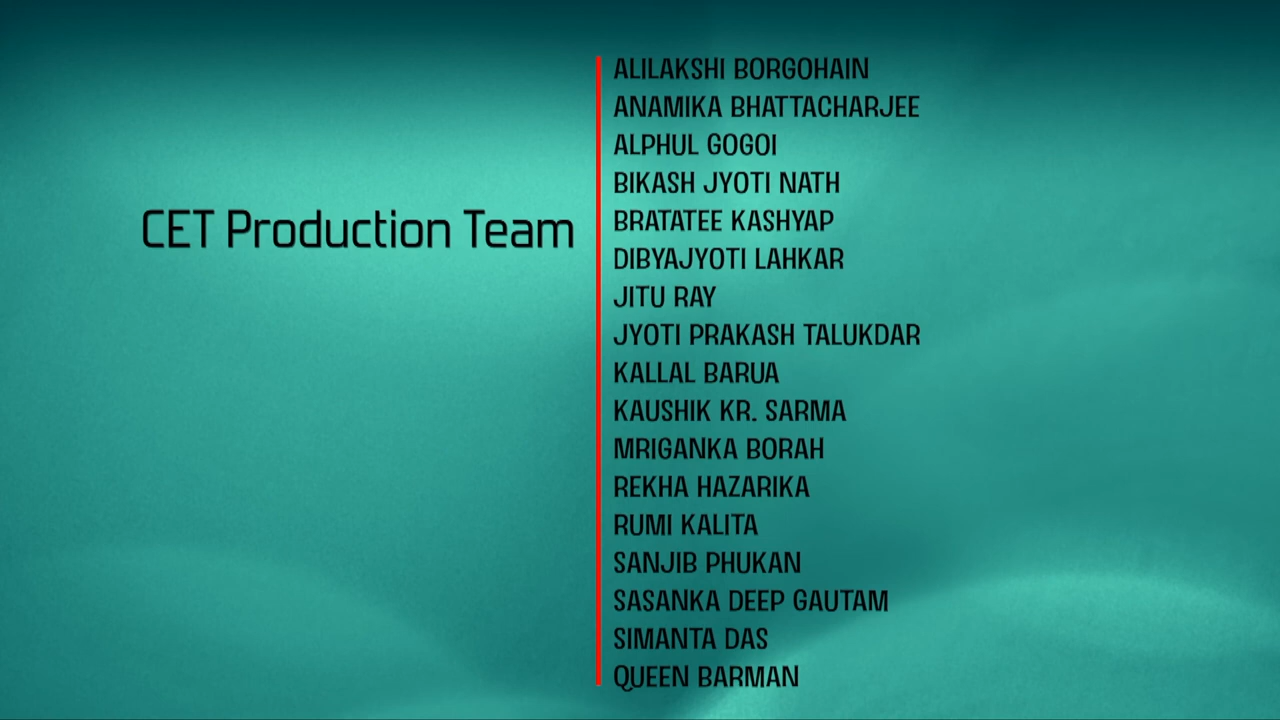 CET Production Team
ALILAKSHI BORGOHAIN
ANAMIKA BHATTACHARJEE
ALPHUL GOGOI
BIKASH JYOTI NATH
BRATATEE KASHYAP
DIBYAJYOTI LAHKAR
JITU RAY
JYOTI PRAKASH TALUKDAR
KALLAL BARUA
KAUSHIK KR. SARMA
MRIGANKA BORAH
REKHA HAZARIKA
RUMI KALITA
SANJIB PHUKAN
SASANKA DEEP GAUTAM
SIMANTA DAS
QUEEN BARMAN